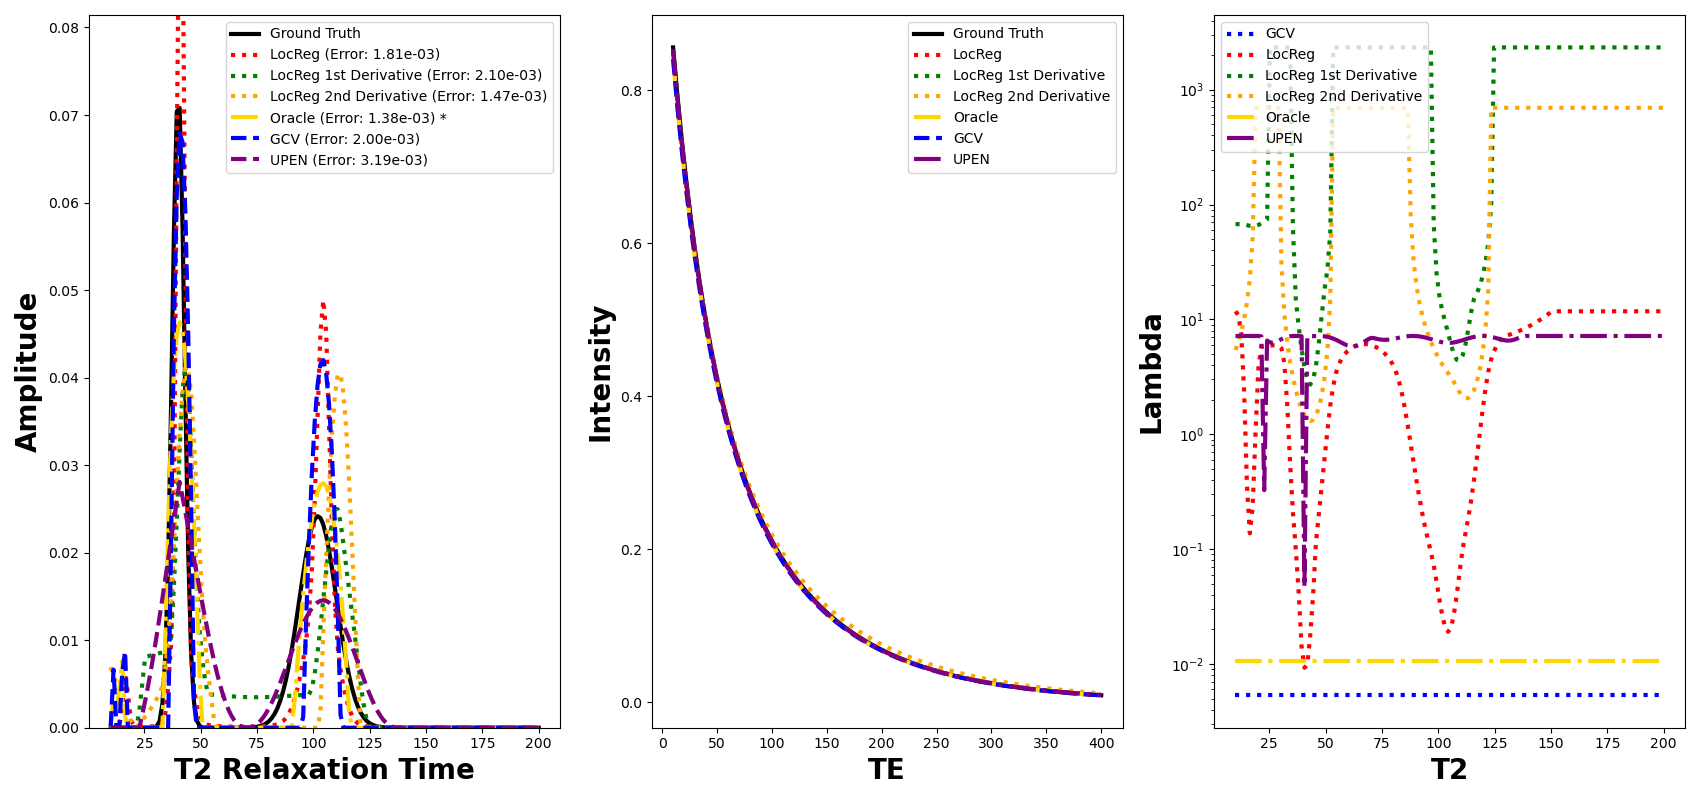 Amplitude
0.08
0.07
0.06
0.05
0.04
0.03
0.02
0.01
0.00
25 50 75 100 125 150 175 200
T2 Relaxation Time
Ground Truth
LocReg (Error: 1.81e-03)
LocReg 1st Derivative (Error: 2.10e-03)
LocReg 2nd Derivative (Error: 1.47e-03)
Oracle (Error: 1.38e-03) *
GCV (Error: 2.00e-03)
UPEN (Error: 3.19e-03)
Intensity
0.8
0.6
0.4
0.2
0.0
0 50 100 150 200 250 300 350 400
TE
Ground Truth
LocReg
LocReg 1st Derivative
LocReg 2nd Derivative
Oracle
GCV
UPEN
Lambda
10³
10²
10¹
10⁰
10⁻¹
10⁻²
25 50 75 100 125 150 175 200
T2
GCV
LocReg
LocReg 1st Derivative
LocReg 2nd Derivative
Oracle
UPEN